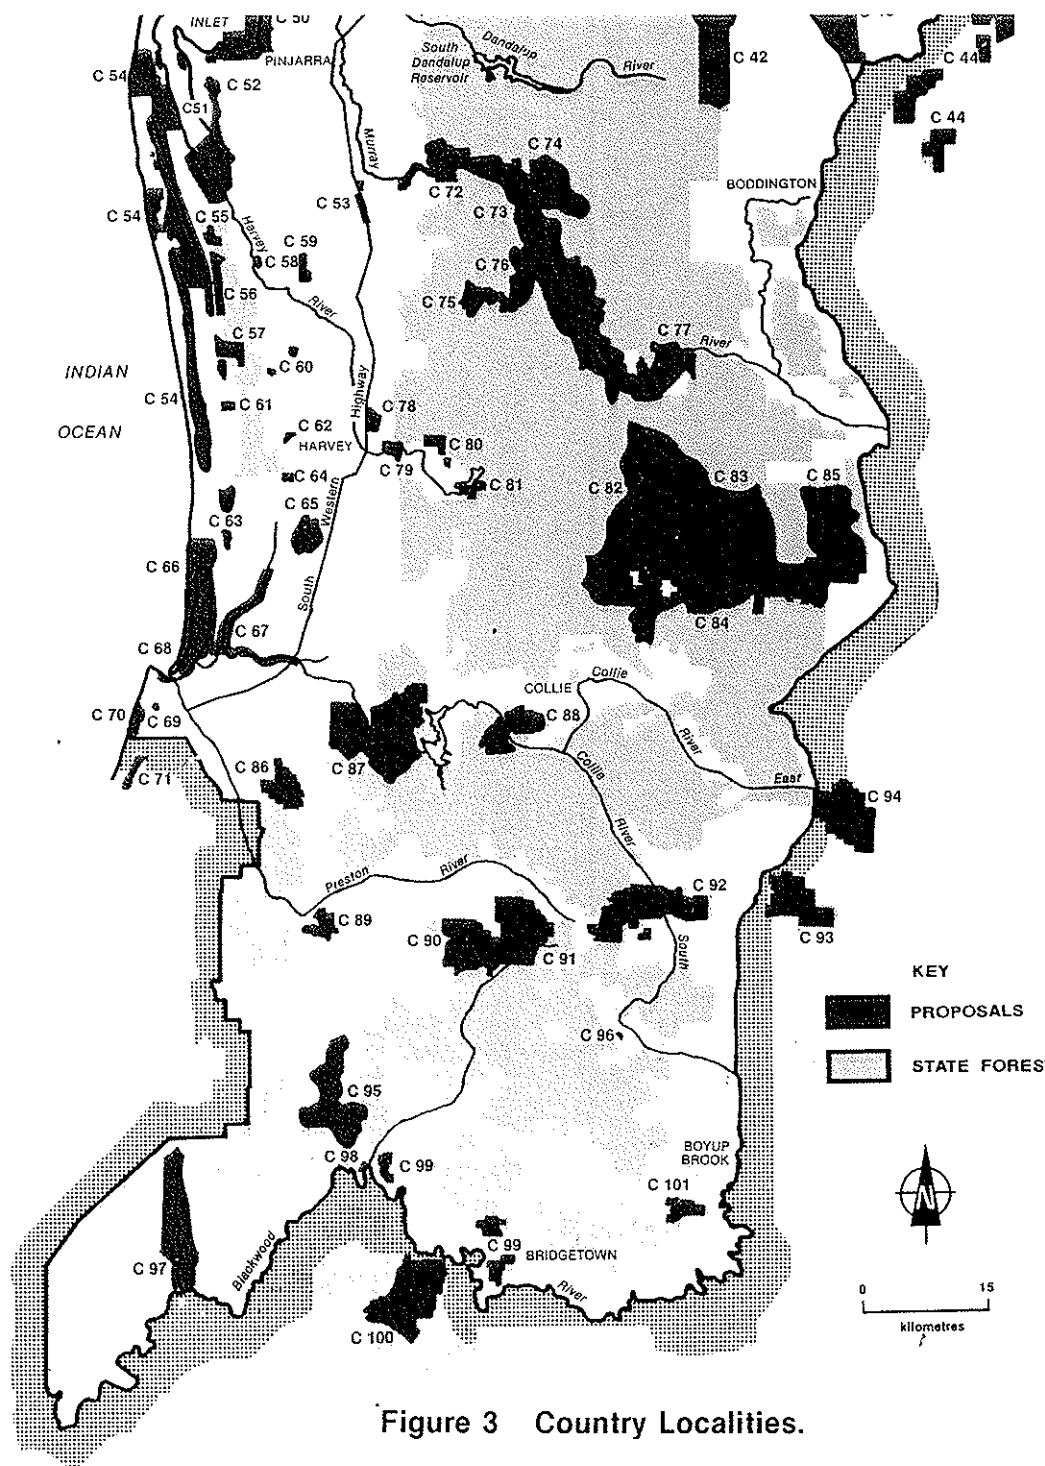 INLET
C 50
PINJARRA
C 54
C 52
C51
South
Dandalup
Reservoir
Dandalup
River
C 42
C 44
C 44
Murray
C 74
C 72
BODDINGTON
C 53
C 73
C 54
C 55
Harvey
C 59
C 58
C 76
C 56
River
C 75
C 57
C 77
River
INDIAN
OCEAN
C 60
C 54
C 61
Highway
C 78
C 62
HARVEY
C 80
C 79
C 64
C 81
C 82
C 83
C 85
C 63
C 65
Western
C 66
South
C 67
C 84
C 68
COLLIE
Collie
C 70
C 69
C 88
River
C 71
C 86
C 87
Collie
East
C 94
River
Preston
River
C 92
C 89
C 90
C 91
South
C 93
KEY
PROPOSALS
STATE FORES
C 96
C 95
BOYUP
BROOK
C 98
C 99
C 101
N
C 99
BRIDGETOWN
C 97
Blackwood
River
C 100
0 15
kilometres
Figure 3 Country Localities.